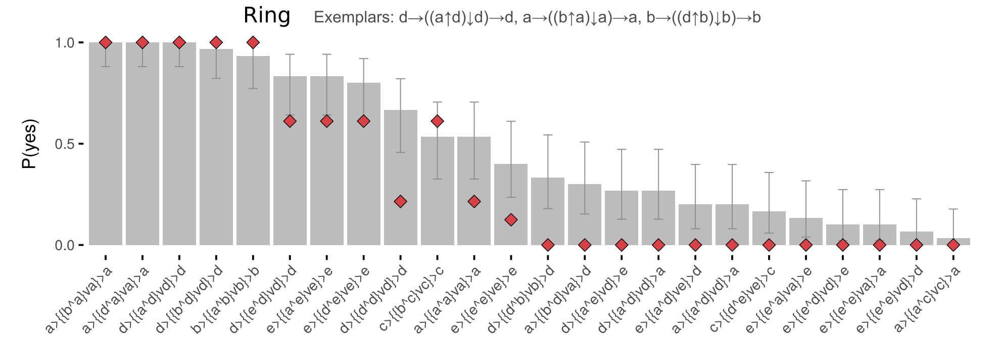 Ring Exemplars: d→((a↑d)↓d)→d, a→((b↑a)↓a)→a, b→((d↑b)↓b)→b
1.0
0.5
0.0
P(yes)
a>{{b^a}va}>a
a>{{d^a}va}>a
d>{{a^d}vd}>d
d>{{b^d}vd}>d
b>{{a^b}vb}>b
d>{{e^d}vd}>d
e>{{a^e}ve}>e
e>{{d^e}ve}>e
d>{{d^d}vd}>d
c>{{b^c}vc}>c
a>{{a^a}va}>a
e>{{e^e}ve}>e
d>{{d^b}vb}>d
a>{{b^d}va}>d
d>{{a^e}vd}>e
d>{{a^d}vd}>a
e>{{a^d}ve}>d
a>{{a^d}vd}>a
c>{{d^e}ve}>c
e>{{e^a}va}>e
e>{{e^d}vd}>e
e>{{e^e}va}>a
e>{{e^e}vd}>d
a>{{a^c}vc}>a